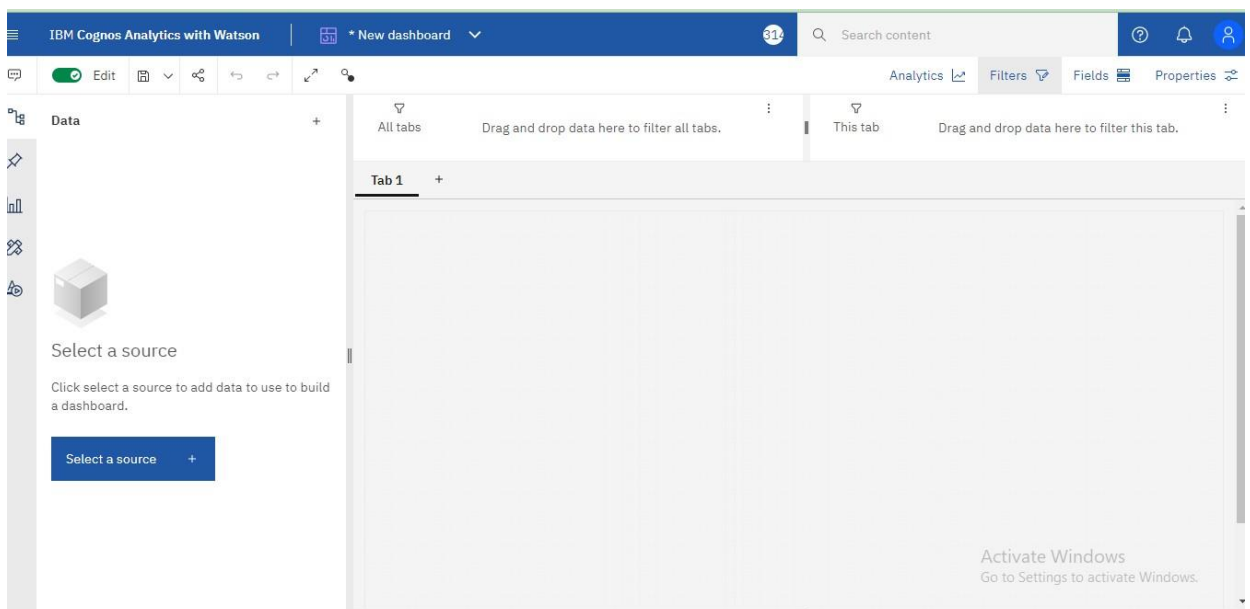 IBM Cognos Analytics with Watson
* New dashboard
314
Search content
Edit
Analytics
Filters
Fields
Properties
Data
All tabs
Drag and drop data here to filter all tabs.
This tab
Drag and drop data here to filter this tab.
Tab 1
Select a source
Click select a source to add data to use to build
a dashboard.
Select a source
Activate Windows
Go to Settings to activate Windows.